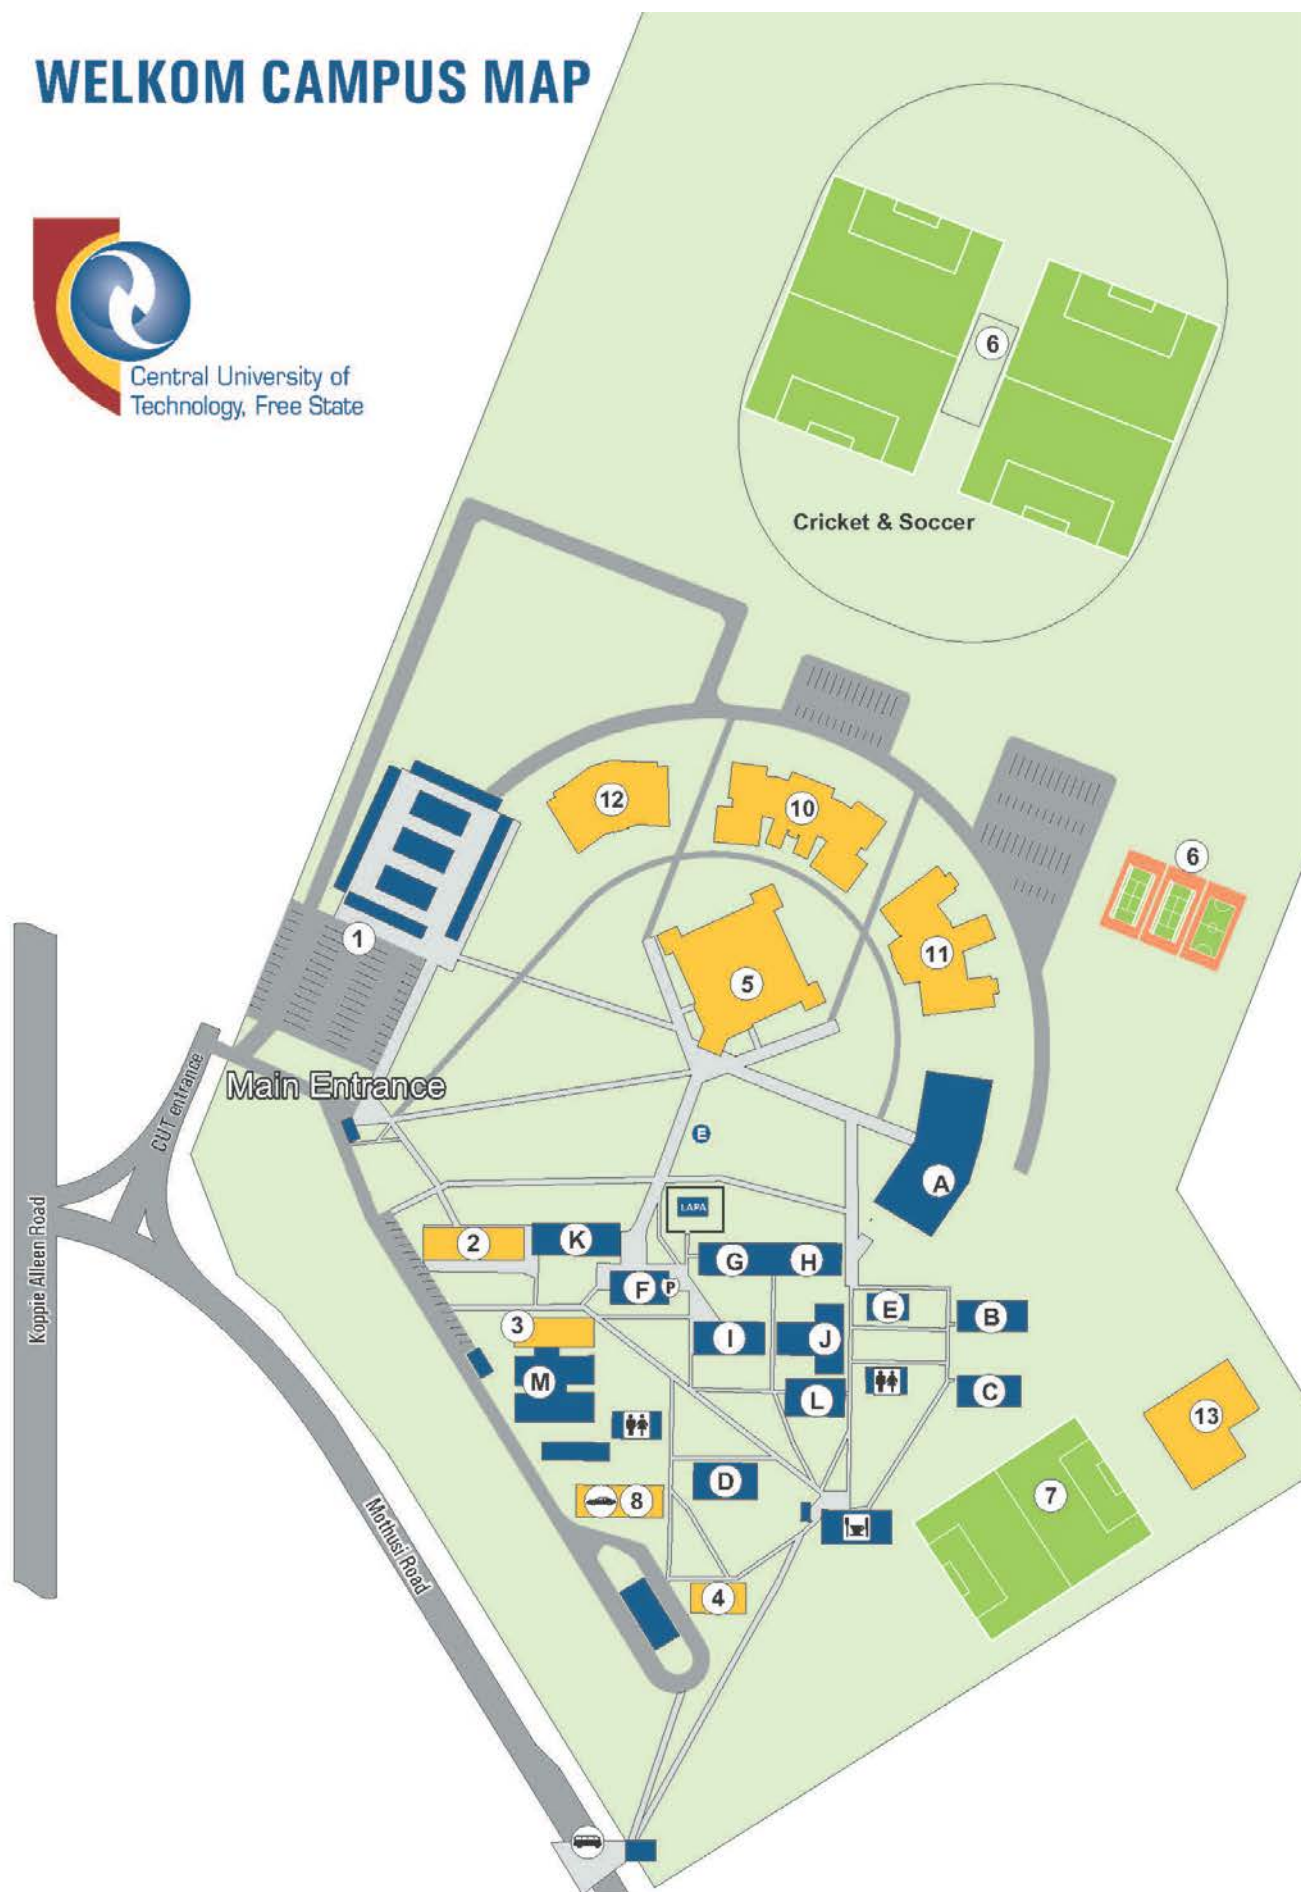 WELKOM CAMPUS MAP
Central University of
Technology, Free State
6
Cricket & Soccer
12
10
6
1
11
5
CUT entrance
Main Entrance
E
A
Koppie Alleen Road
LAPA
2
K
G
H
F
P
E
B
3
I
J
M
C
L
13
D
7
8
Mothusi Road
4